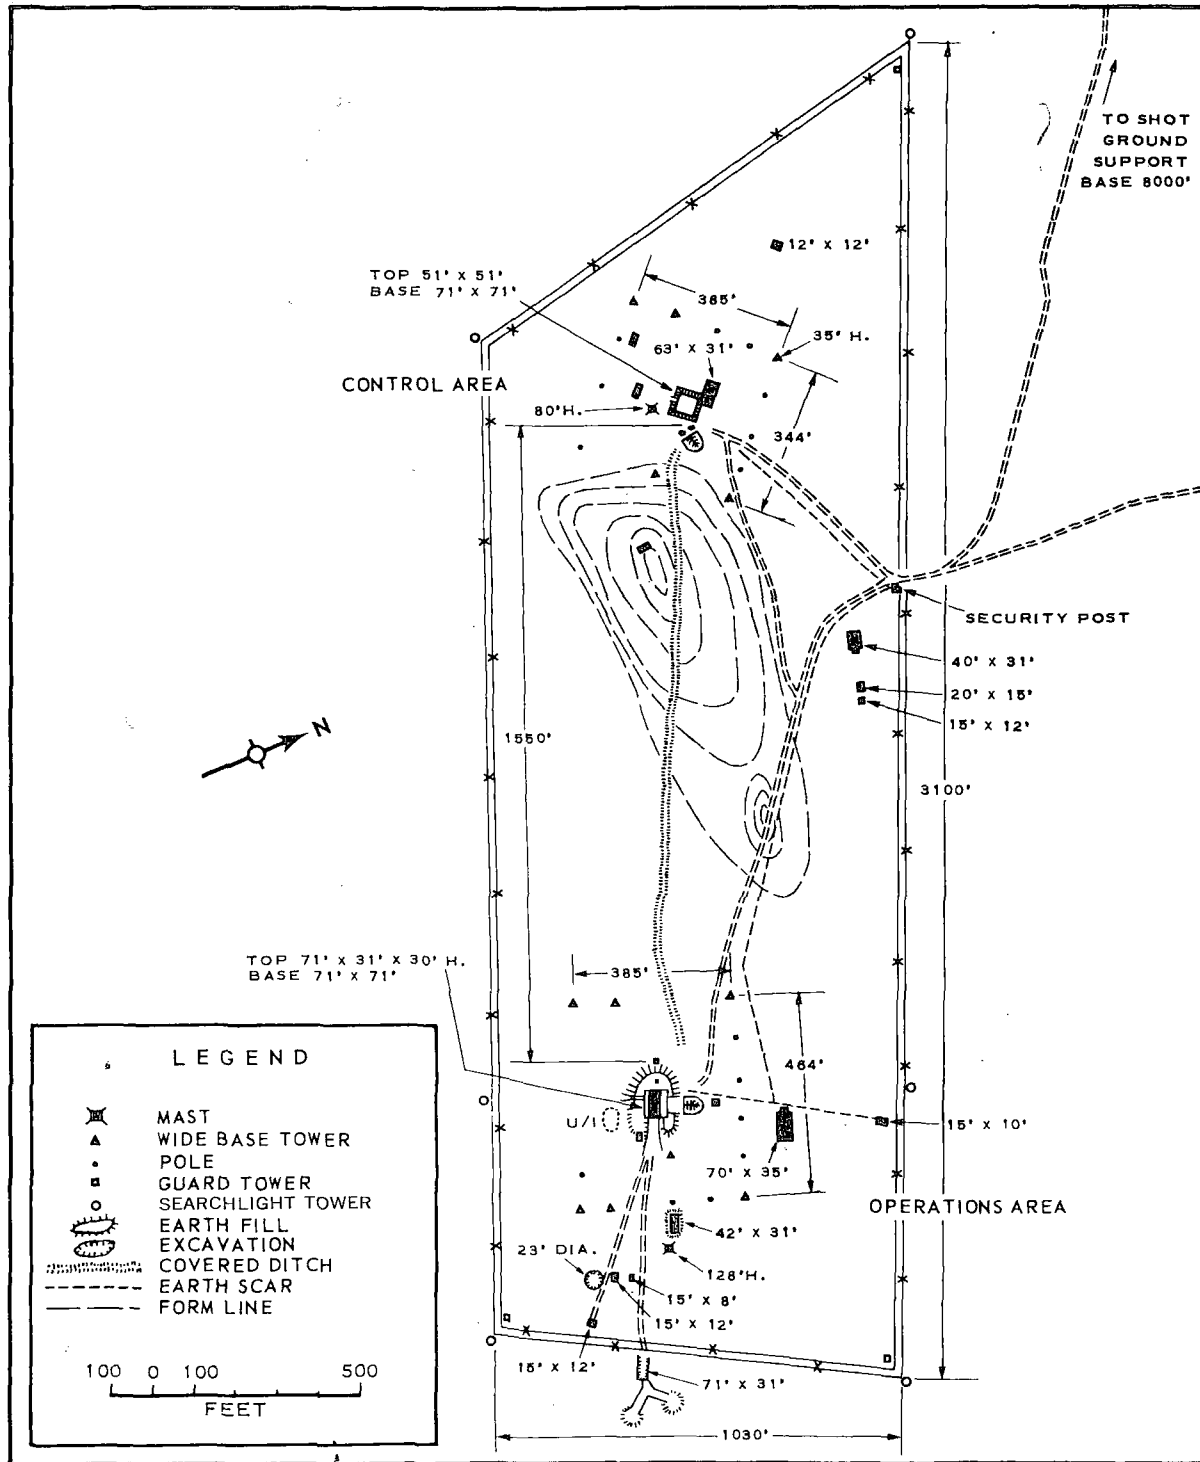 TO SHOT
GROUND
SUPPORT
BASE 8000'
12' X 12'
TOP 51' X 51'
BASE 71' X 71'
385'
35' H.
63' X 31'
CONTROL AREA
80'H.
344'
SECURITY POST
40' X 31'
20' X 15'
15' X 12'
N
1550'
3100'
TOP 71' X 31' X 30' H.
BASE 71' X 71'
385'
464'
U/I
15' X 10'
70' X 35'
OPERATIONS AREA
42' X 31'
23' DIA.
128'H.
15' X 8'
15' X 12'
15' X 12'
71' X 31'
1030'
LEGEND
MAST
WIDE BASE TOWER
POLE
GUARD TOWER
SEARCHLIGHT TOWER
EARTH FILL
EXCAVATION
COVERED DITCH
EARTH SCAR
FORM LINE
100 0 100 500
FEET